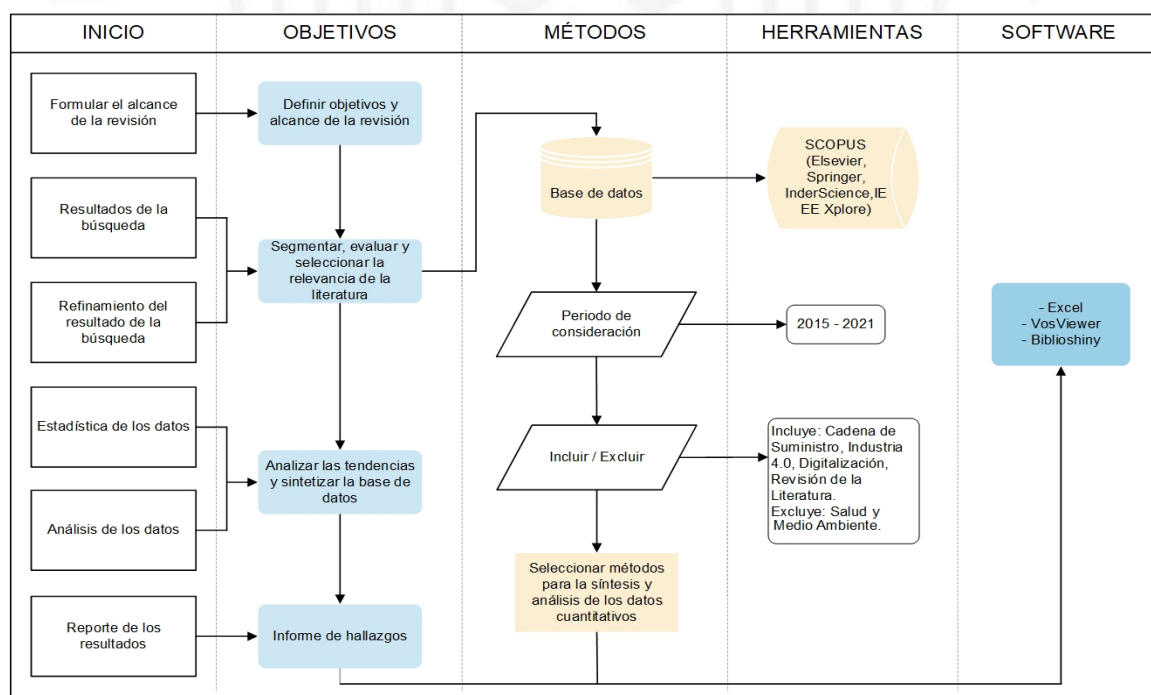 INICIO
OBJETIVOS
MÉTODOS
HERRAMIENTAS
SOFTWARE
Formular el alcance
de la revisión
Resultados de la
búsqueda
Refinamiento del
resultado de la
búsqueda
Estadística de los datos
Análisis de los datos
Reporte de los
resultados
Definir objetivos y
alcance de la revisión
Segmentar, evaluar y
seleccionar la
relevancia de la
literatura
Analizar las tendencias
y sintetizar la base de
datos
Informe de hallazgos
Base de datos
Periodo de
consideración
Incluir / Excluir
Seleccionar métodos
para la síntesis y
análisis de los datos
cuantitativos
SCOPUS
(Elsevier,
Springer,
InderScience,IE
EE Xplore)
2015 - 2021
Incluye: Cadena de
Suministro, Industria
4.0, Digitalización,
Revisión de la
Literatura.
Excluye: Salud y
Medio Ambiente.
- Excel
- VosViewer
- Biblioshiny